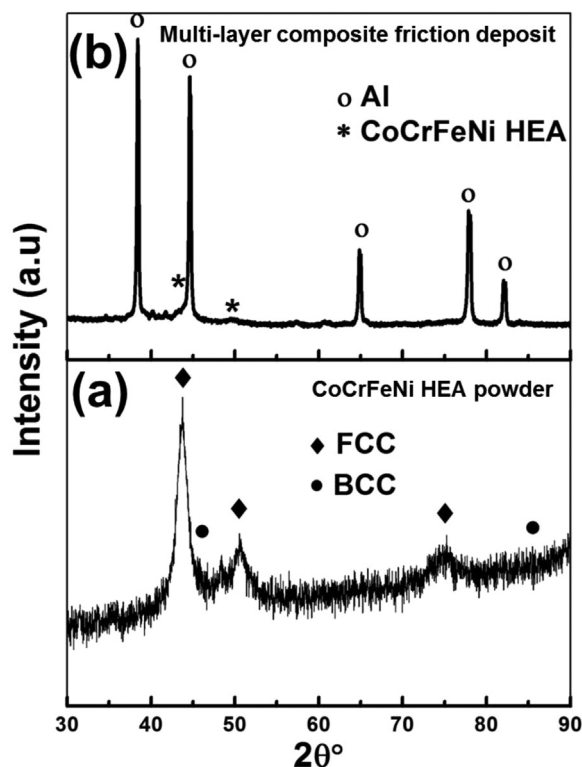 (b)
Multi-layer composite friction deposit
o Al
* CoCrFeNi HEA
o
o
o
o
o
*
*
(a)
CoCrFeNi HEA powder
◆ FCC
● BCC
Intensity (a.u)
30 40 50 60 70 80 90
2θ°